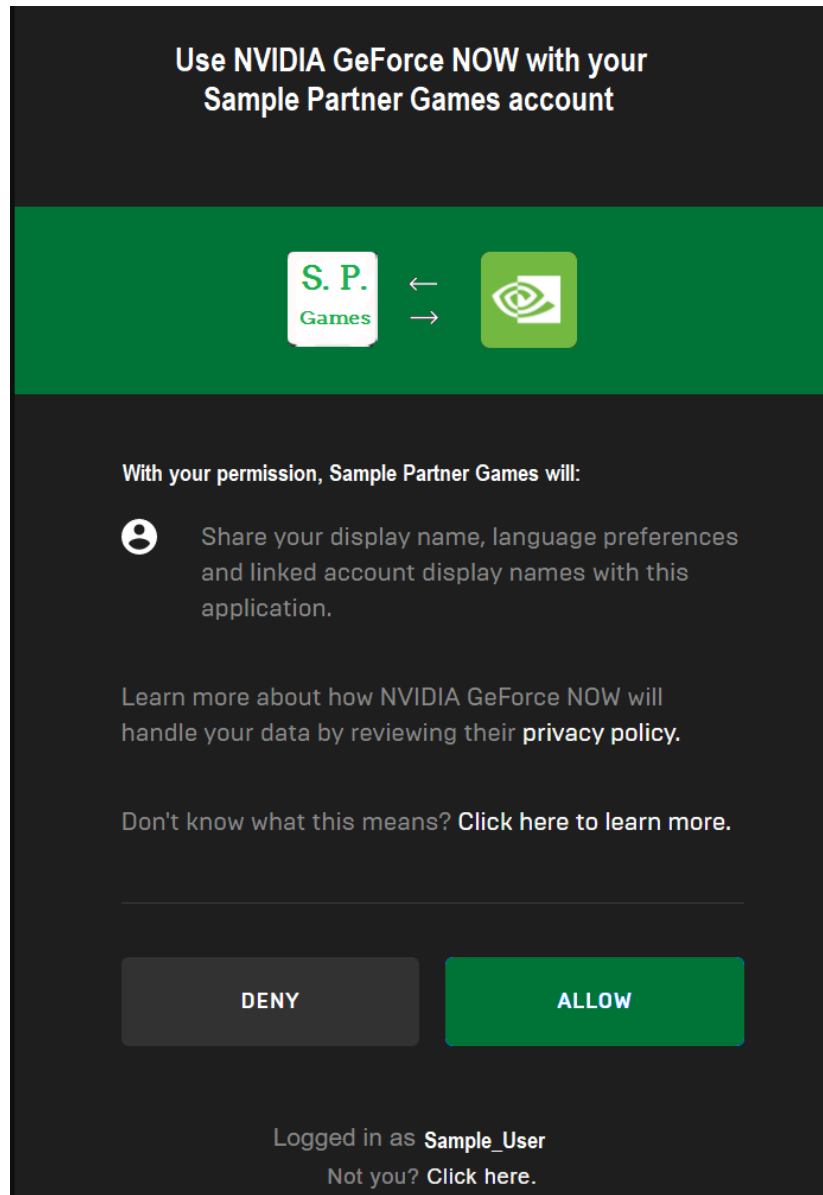 Use NVIDIA GeForce NOW with your
Sample Partner Games account
S. P.
Games
With your permission, Sample Partner Games will:
Share your display name, language preferences
and linked account display names with this
application.
Learn more about how NVIDIA GeForce NOW will
handle your data by reviewing their privacy policy.
Don't know what this means? Click here to learn more.
DENY
ALLOW
Logged in as Sample_User
Not you? Click here.